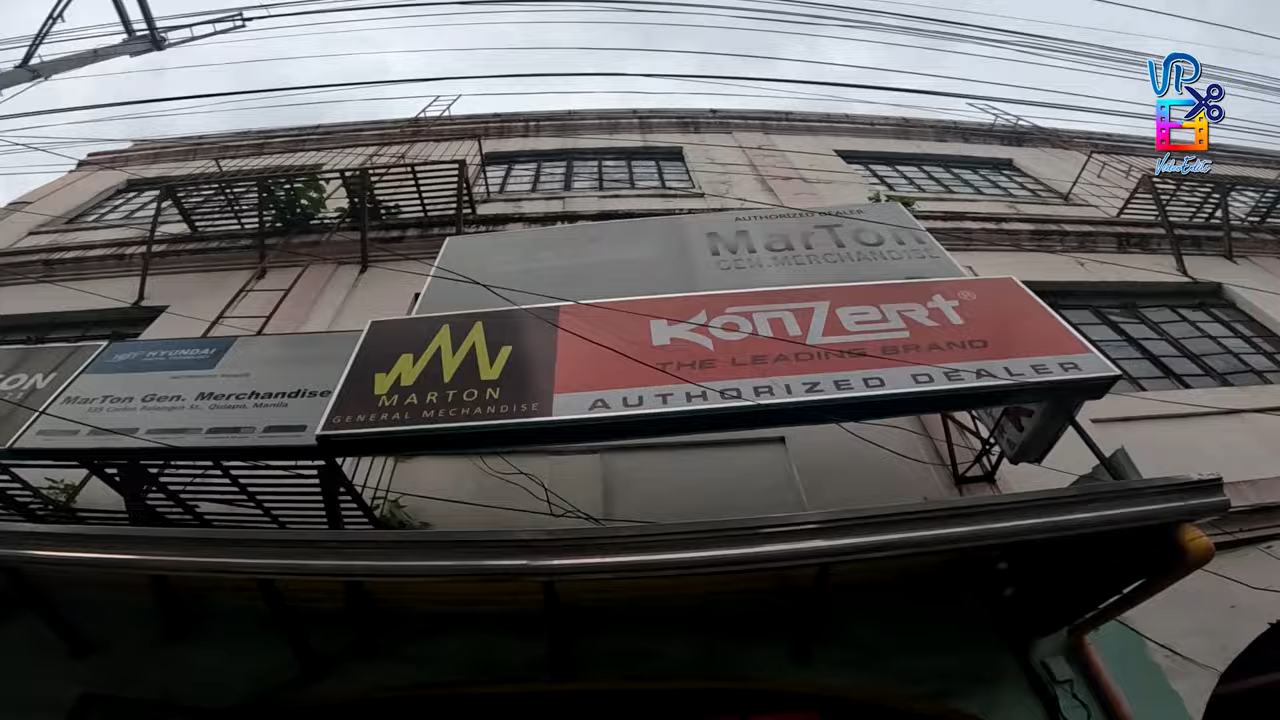 VP
Video Editz
AUTHORIZED DEALER
MarTon
GEN.MERCHANDISE
KonZert®
THE LEADING BRAND
AUTHORIZED DEALER
MARTON
GENERAL MECHANDISE
HYUNDAI
MarTon Gen. Merchandise
Quiapo, Manila
ON